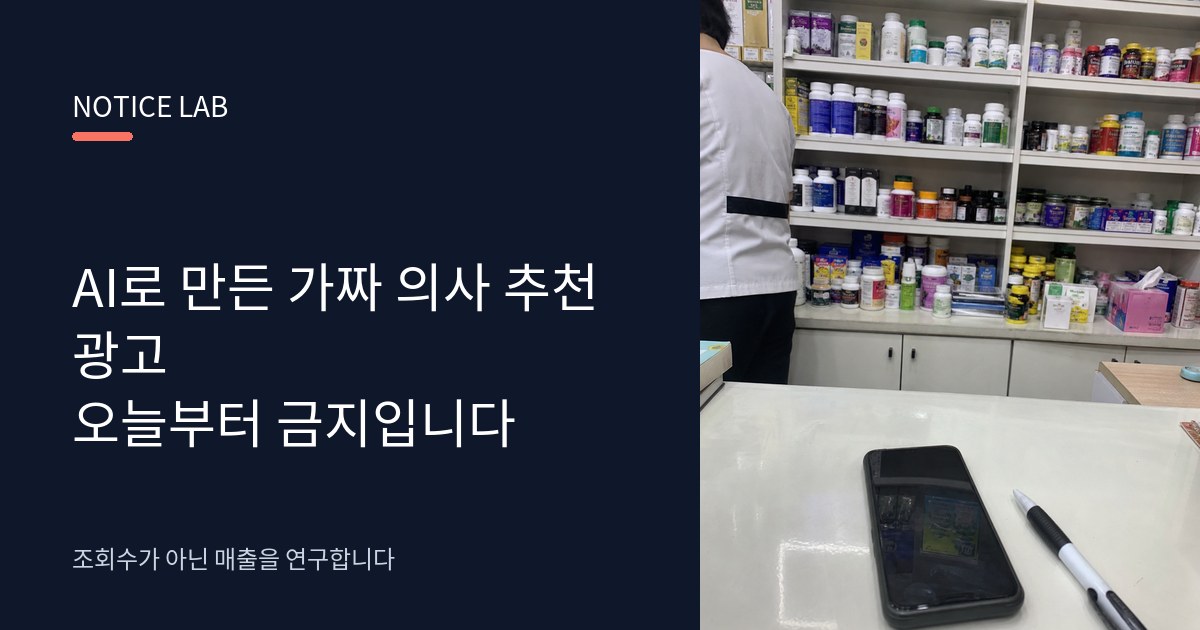 NOTICE LAB
AI로 만든 가짜 의사 추천
광고
오늘부터 금지입니다
조회수가 아닌 매출을 연구합니다